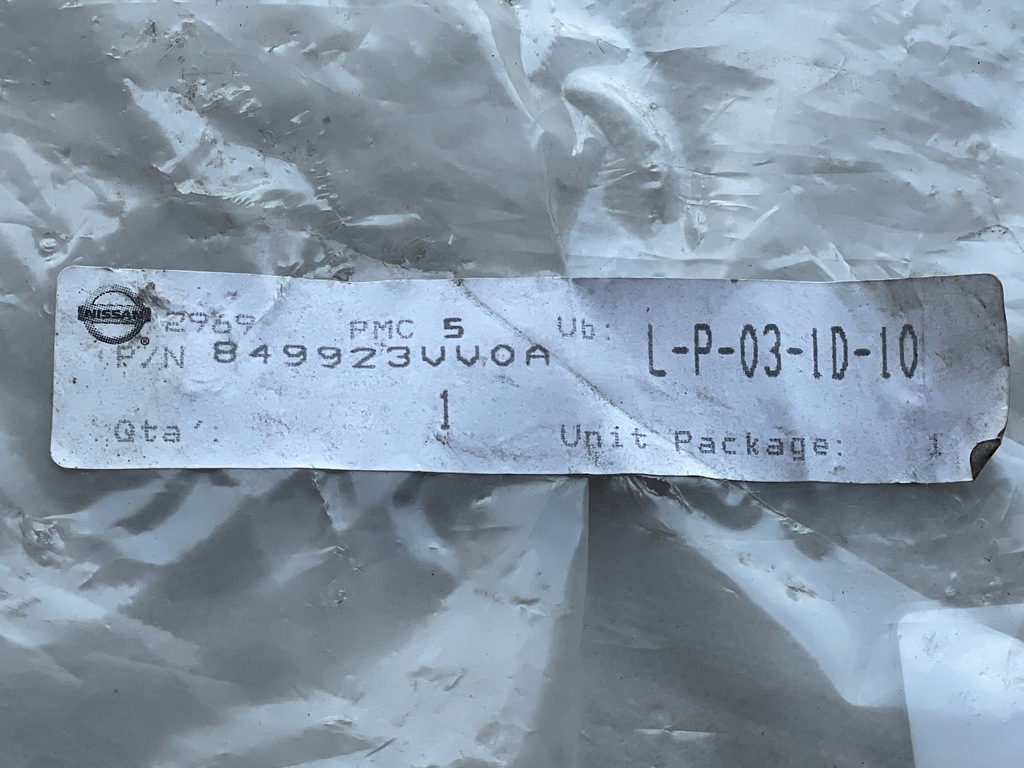 NISSAN
2969 PMC 5 Ub: L-P-03-1D-10
P/N 849923VV0A
Qta': 1 Unit Package: 1